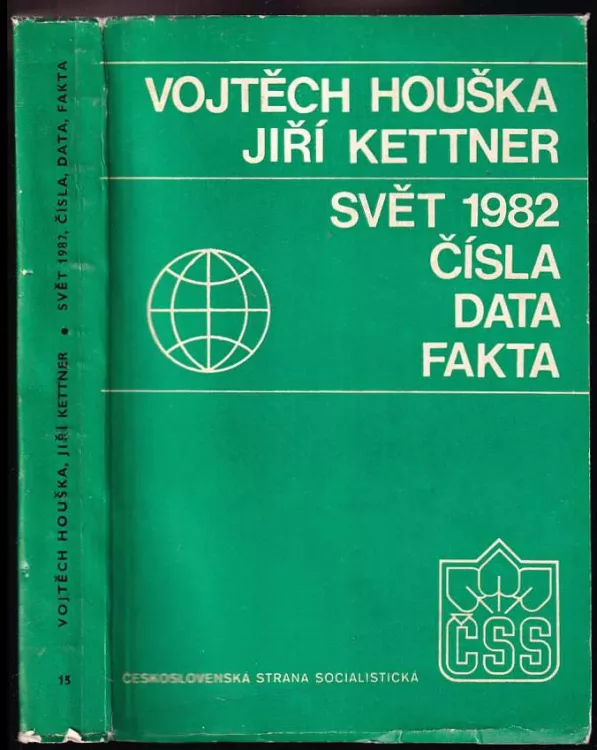 VOJTĚCH HOUŠKA
JIŘÍ KETTNER
SVĚT 1982
ČÍSLA
DATA
FAKTA
ČSS
ČESKOSLOVENSKÁ STRANA SOCIALISTICKÁ
VOJTĚCH HOUŠKA, JIŘÍ KETTNER • SVĚT 1982, ČÍSLA, DATA, FAKTA
15